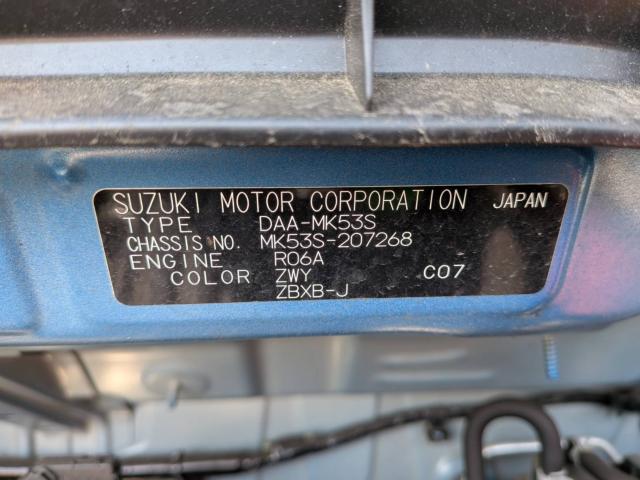 SUZUKI MOTOR CORPORATION JAPAN
TYPE DAA-MK53S
CHASSIS NO. MK53S-207268
ENGINE R06A
COLOR ZWY C07
ZBXB-J